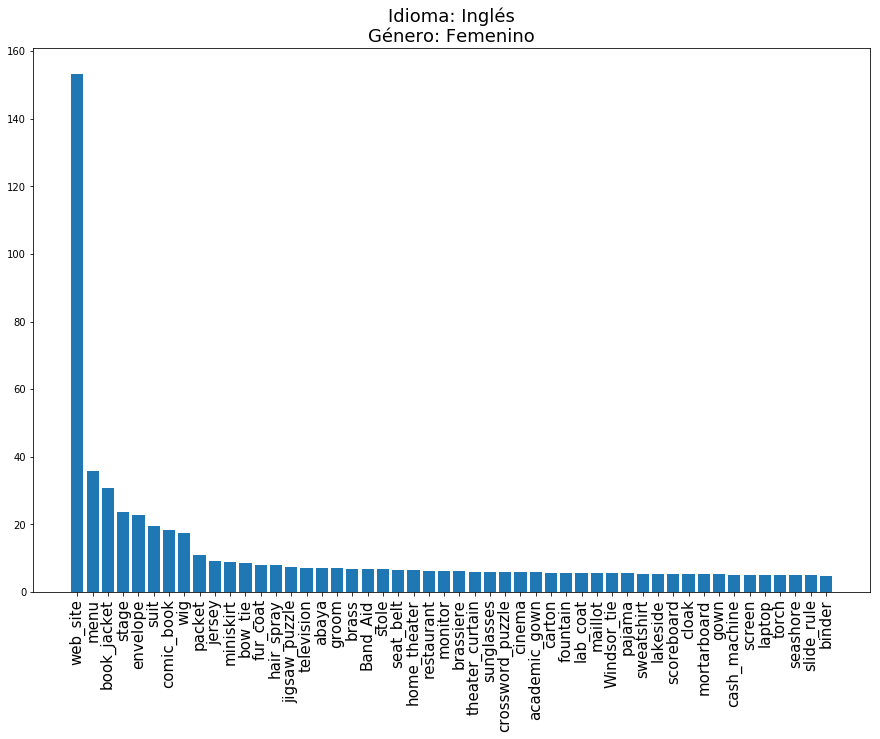 Idioma: Inglés
Género: Femenino
160
140
120
100
80
60
40
20
0
web_site
menu
book_jacket
stage
envelope
suit
comic_book
wig
packet
jersey
miniskirt
bow_tie
fur_coat
hair_spray
jigsaw_puzzle
television
abaya
groom
brass
Band_Aid
stole
seat_belt
home_theater
restaurant
monitor
brassiere
theater_curtain
sunglasses
crossword_puzzle
cinema
academic_gown
carton
fountain
lab_coat
maillot
Windsor_tie
pajama
sweatshirt
lakeside
scoreboard
cloak
mortarboard
gown
cash_machine
screen
laptop
torch
seashore
slide_rule
binder